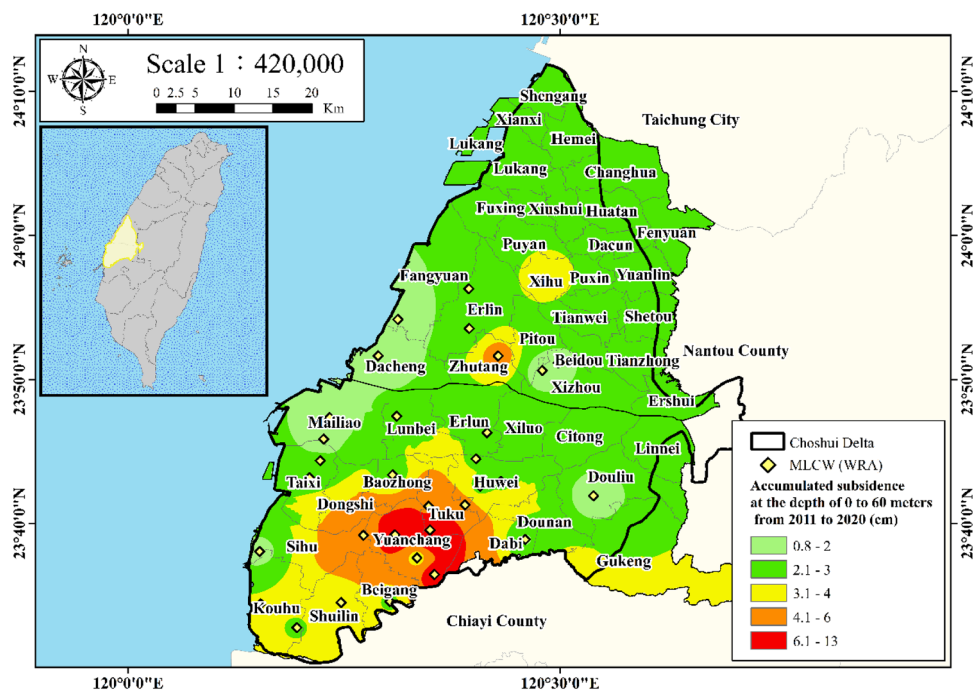 120°0'0"E 120°30'0"E
Scale 1：420,000
0 2.5 5 10 15 20
Km
N
W E
S
24°10'0"N 24°10'0"N
24°0'0"N 24°0'0"N
23°50'0"N 23°50'0"N
23°40'0"N 23°40'0"N
Shengang
Taichung City
Xianxi
Hemei
Lukang
Lukang
Changhua
Fuxing Xiushui Huatan
Fenyuan
Puyan Dacun
Fangyuan Xihu Puxin Yuanlin
Erlin
Tianwei Shetou
Pitou
Nantou County
Dacheng Zhutang Beidou Tianzhong
Xizhou
Ershui
Mailiao Lunbei Erlun Xiluo
Citong
Linnei
Taixi Baozhong Huwei Douliu
Dongshi
Tuku Dounan
Sihu Yuanchang Dabi
Gukeng
Beigang
Kouhu
Shuilin
Chiayi County
Choshui Delta
MLCW (WRA)
Accumulated subsidence
at the depth of 0 to 60 meters
from 2011 to 2020 (cm)
0.8 - 2
2.1 - 3
3.1 - 4
4.1 - 6
6.1 - 13
120°0'0"E 120°30'0"E